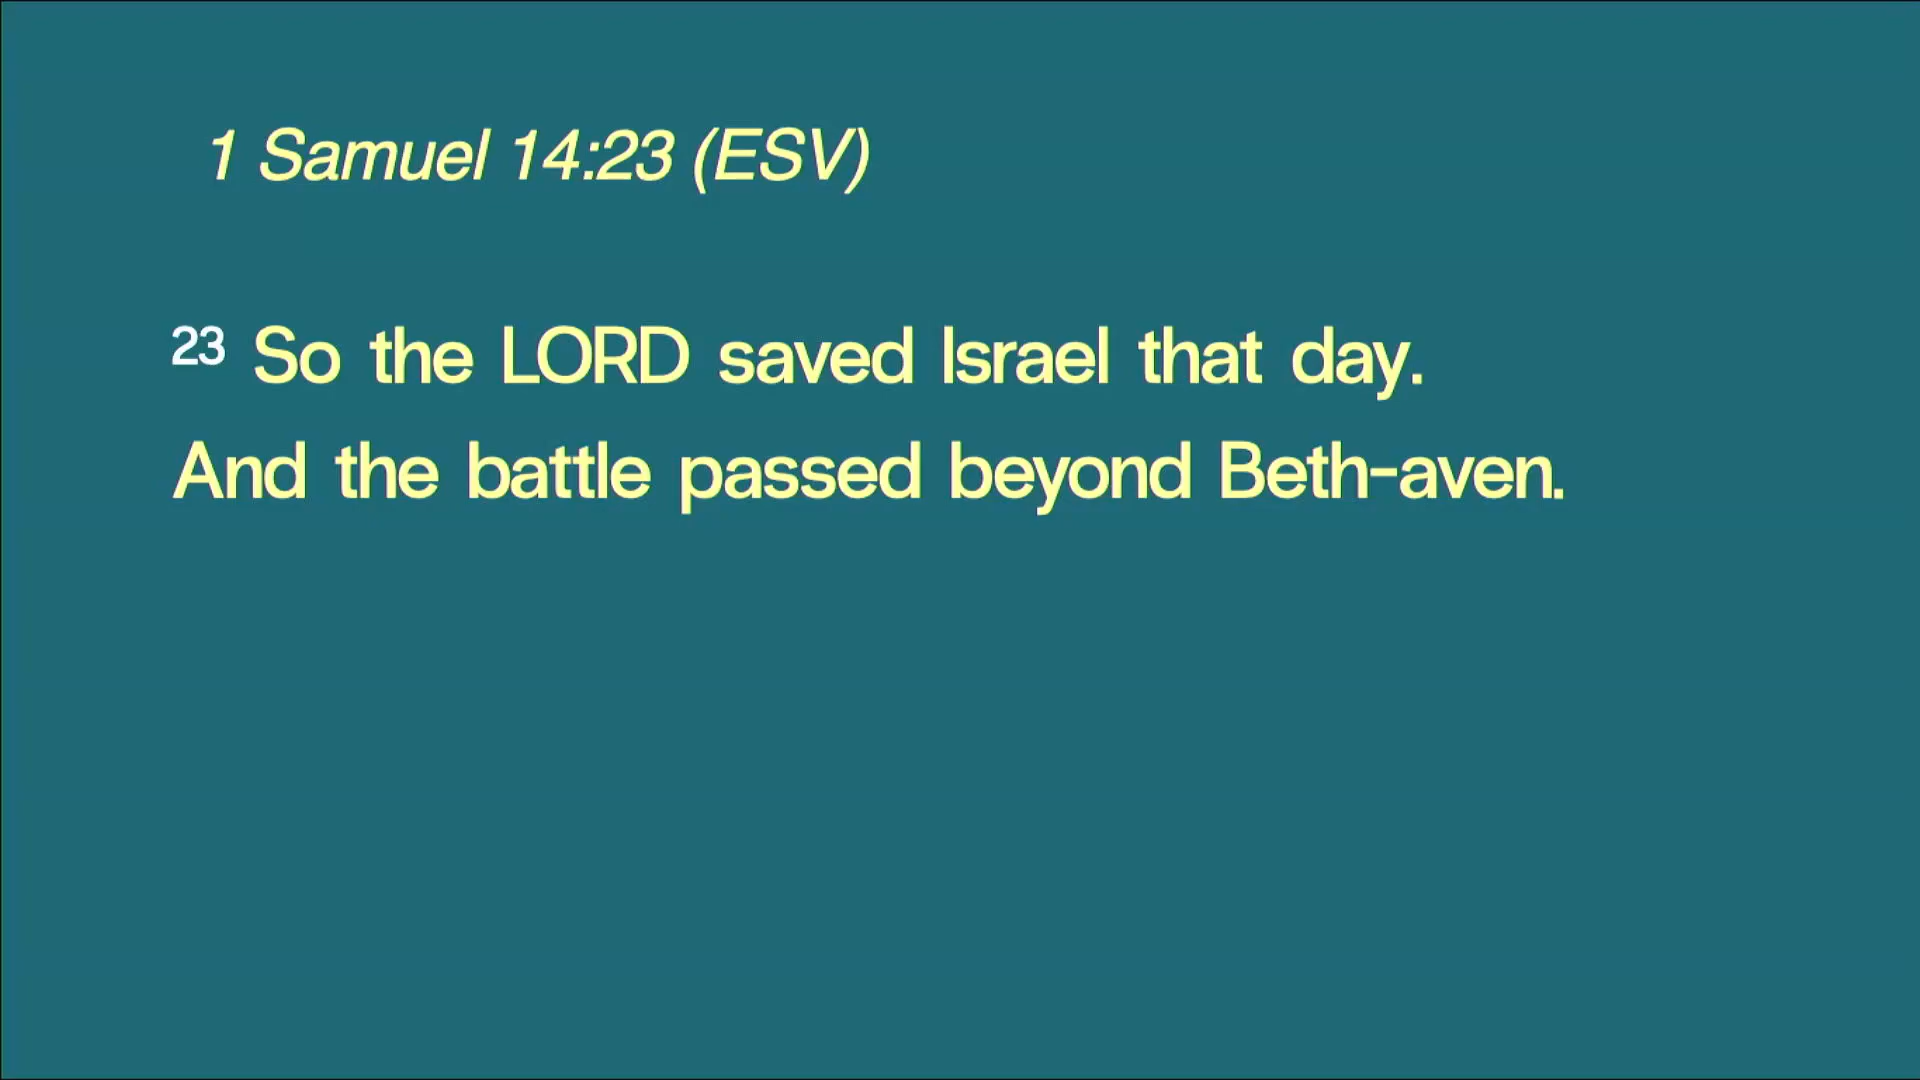 1 Samuel 14:23 (ESV)
23 So the LORD saved Israel that day.
And the battle passed beyond Beth-aven.